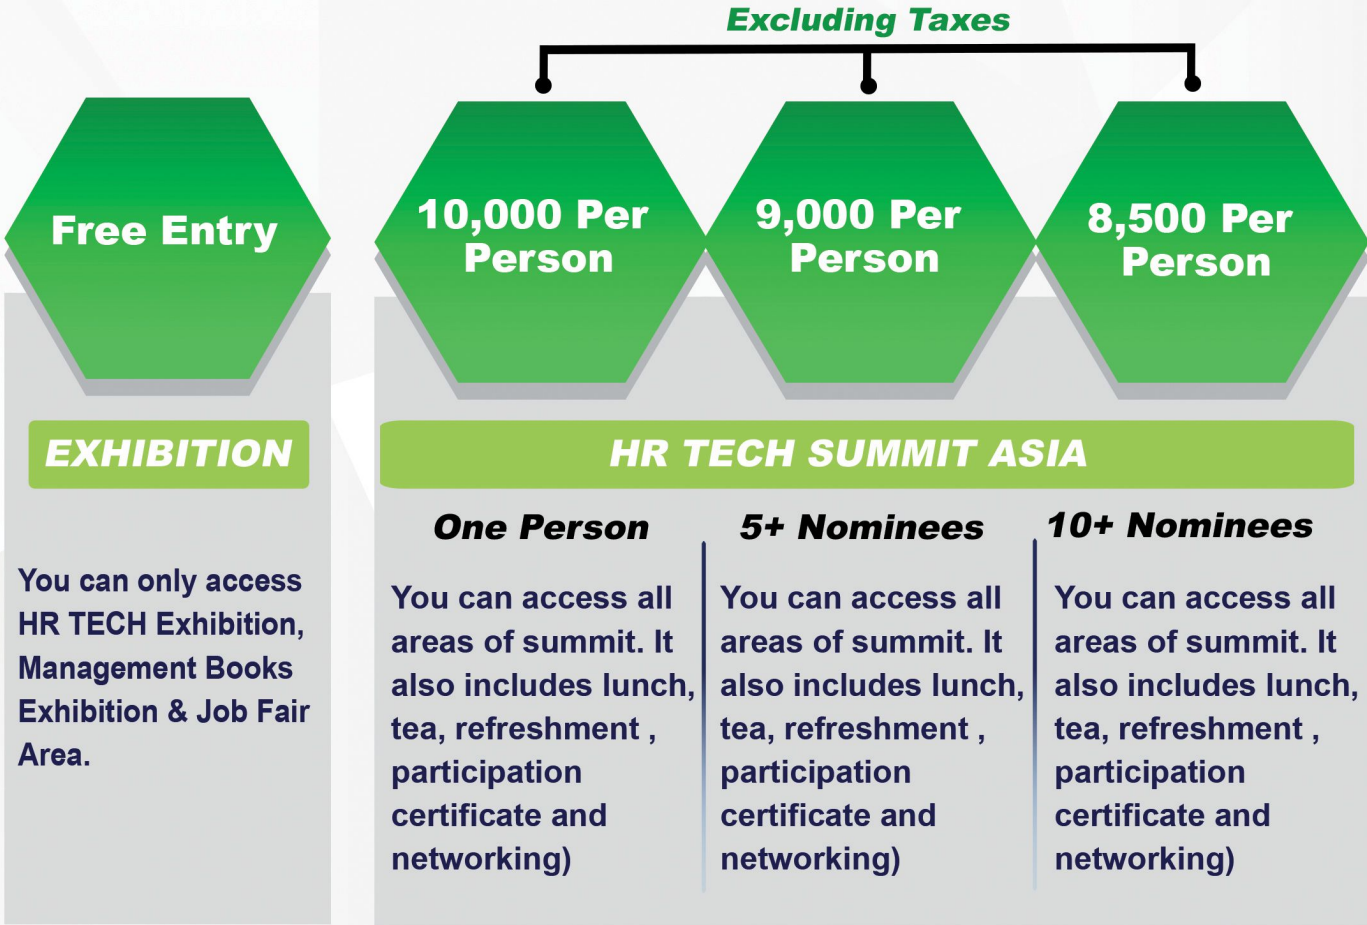 Excluding Taxes
Free Entry
10,000 Per
Person
9,000 Per
Person
8,500 Per
Person
EXHIBITION
HR TECH SUMMIT ASIA
You can only access
HR TECH Exhibition,
Management Books
Exhibition & Job Fair
Area.
One Person
You can access all
areas of summit. It
also includes lunch,
tea, refreshment ,
participation
certificate and
networking)
5+ Nominees
You can access all
areas of summit. It
also includes lunch,
tea, refreshment ,
participation
certificate and
networking)
10+ Nominees
You can access all
areas of summit. It
also includes lunch,
tea, refreshment ,
participation
certificate and
networking)